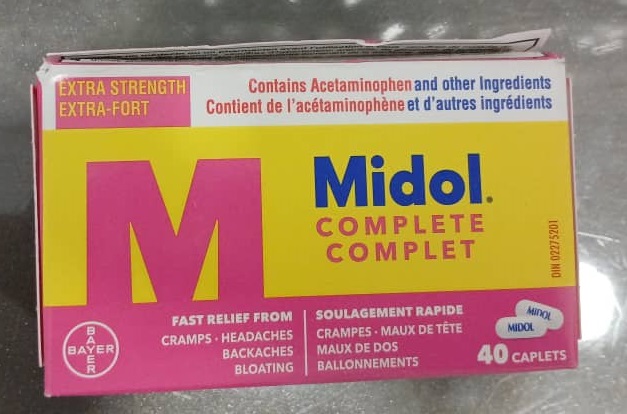 EXTRA STRENGTH
EXTRA-FORT
Contains Acetaminophen and other Ingredients
Contient de l'acétaminophène et d'autres ingrédients
M
Midol.
COMPLETE
COMPLET
DIN 02275201
FAST RELIEF FROM
CRAMPS · HEADACHES
BACKACHES
BLOATING
SOULAGEMENT RAPIDE
CRAMPES · MAUX DE TÊTE
MAUX DE DOS
BALLONNEMENTS
BAYER
BAYER
MIDOL
MIDOL
40 CAPLETS